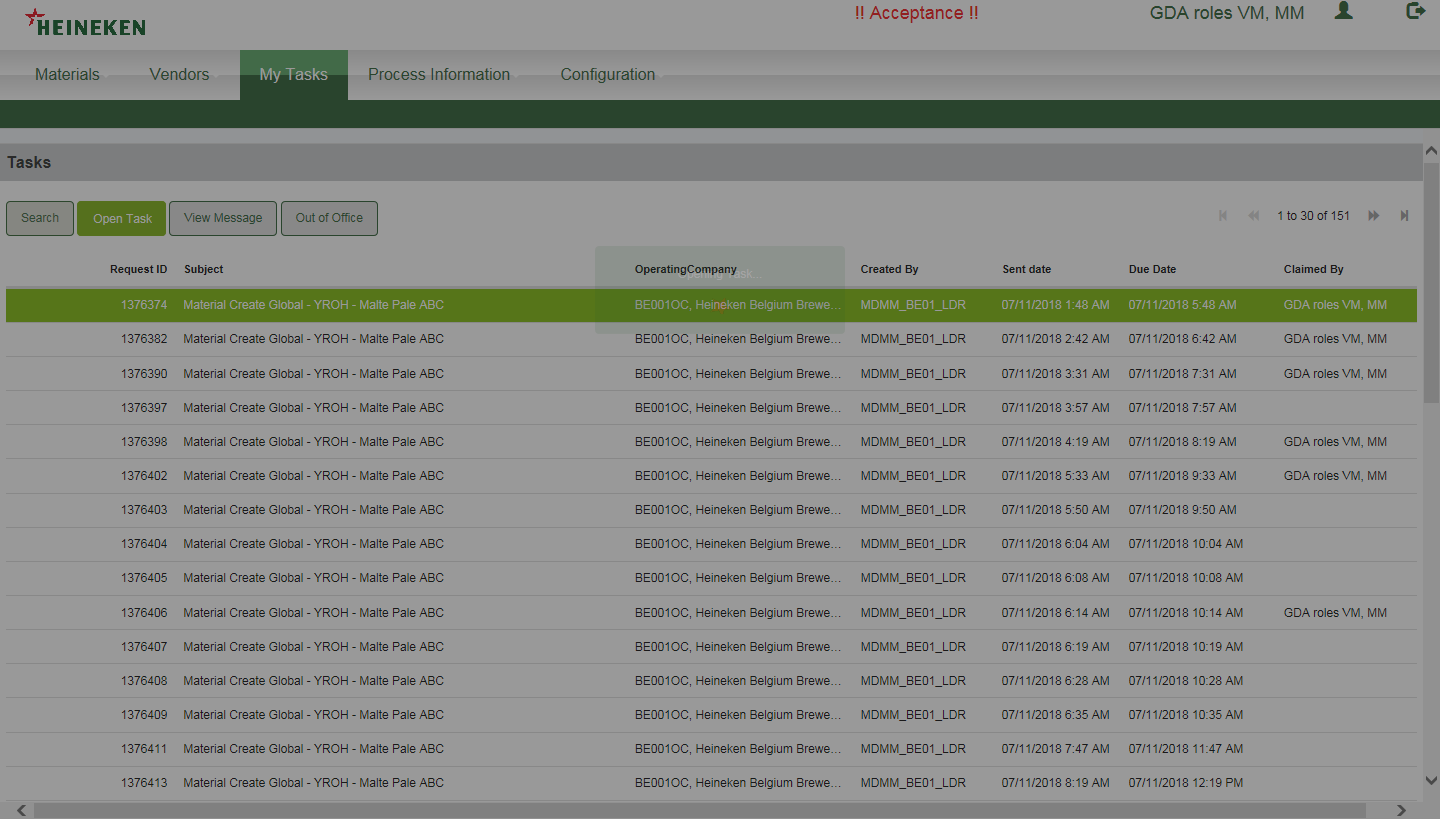 HEINEKEN
!! Acceptance !!
GDA roles VM, MM
Materials Vendors My Tasks Process Information Configuration
Tasks
Search Open Task View Message Out of Office
1 to 30 of 151
Request ID Subject OperatingCompany Created By Sent date Due Date Claimed By
1376374 Material Create Global - YROH - Malte Pale ABC BE001OC, Heineken Belgium Brewe... MDMM_BE01_LDR 07/11/2018 1:48 AM 07/11/2018 5:48 AM GDA roles VM, MM
1376382 Material Create Global - YROH - Malte Pale ABC BE001OC, Heineken Belgium Brewe... MDMM_BE01_LDR 07/11/2018 2:42 AM 07/11/2018 6:42 AM GDA roles VM, MM
1376390 Material Create Global - YROH - Malte Pale ABC BE001OC, Heineken Belgium Brewe... MDMM_BE01_LDR 07/11/2018 3:31 AM 07/11/2018 7:31 AM GDA roles VM, MM
1376397 Material Create Global - YROH - Malte Pale ABC BE001OC, Heineken Belgium Brewe... MDMM_BE01_LDR 07/11/2018 3:57 AM 07/11/2018 7:57 AM
1376398 Material Create Global - YROH - Malte Pale ABC BE001OC, Heineken Belgium Brewe... MDMM_BE01_LDR 07/11/2018 4:19 AM 07/11/2018 8:19 AM GDA roles VM, MM
1376402 Material Create Global - YROH - Malte Pale ABC BE001OC, Heineken Belgium Brewe... MDMM_BE01_LDR 07/11/2018 5:33 AM 07/11/2018 9:33 AM GDA roles VM, MM
1376403 Material Create Global - YROH - Malte Pale ABC BE001OC, Heineken Belgium Brewe... MDMM_BE01_LDR 07/11/2018 5:50 AM 07/11/2018 9:50 AM
1376404 Material Create Global - YROH - Malte Pale ABC BE001OC, Heineken Belgium Brewe... MDMM_BE01_LDR 07/11/2018 6:04 AM 07/11/2018 10:04 AM
1376405 Material Create Global - YROH - Malte Pale ABC BE001OC, Heineken Belgium Brewe... MDMM_BE01_LDR 07/11/2018 6:08 AM 07/11/2018 10:08 AM
1376406 Material Create Global - YROH - Malte Pale ABC BE001OC, Heineken Belgium Brewe... MDMM_BE01_LDR 07/11/2018 6:14 AM 07/11/2018 10:14 AM GDA roles VM, MM
1376407 Material Create Global - YROH - Malte Pale ABC BE001OC, Heineken Belgium Brewe... MDMM_BE01_LDR 07/11/2018 6:19 AM 07/11/2018 10:19 AM
1376408 Material Create Global - YROH - Malte Pale ABC BE001OC, Heineken Belgium Brewe... MDMM_BE01_LDR 07/11/2018 6:28 AM 07/11/2018 10:28 AM
1376409 Material Create Global - YROH - Malte Pale ABC BE001OC, Heineken Belgium Brewe... MDMM_BE01_LDR 07/11/2018 6:35 AM 07/11/2018 10:35 AM
1376411 Material Create Global - YROH - Malte Pale ABC BE001OC, Heineken Belgium Brewe... MDMM_BE01_LDR 07/11/2018 7:47 AM 07/11/2018 11:47 AM
1376413 Material Create Global - YROH - Malte Pale ABC BE001OC, Heineken Belgium Brewe... MDMM_BE01_LDR 07/11/2018 8:19 AM 07/11/2018 12:19 PM